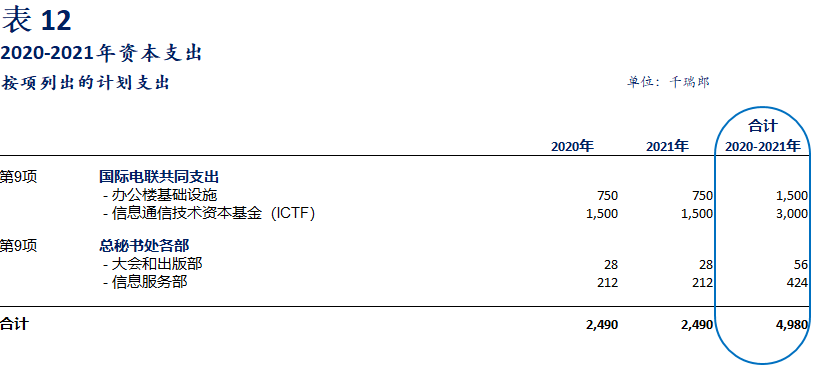 表 12
2020-2021年资本支出
按项列出的计划支出 单位：千瑞郎
合计
2020年 2021年 2020-2021年
第9项 国际电联共同支出
- 办公楼基础设施 750 750 1,500
- 信息通信技术资本基金（ICTF） 1,500 1,500 3,000
第9项 总秘书处各部
- 大会和出版部 28 28 56
- 信息服务部 212 212 424
合计 2,490 2,490 4,980